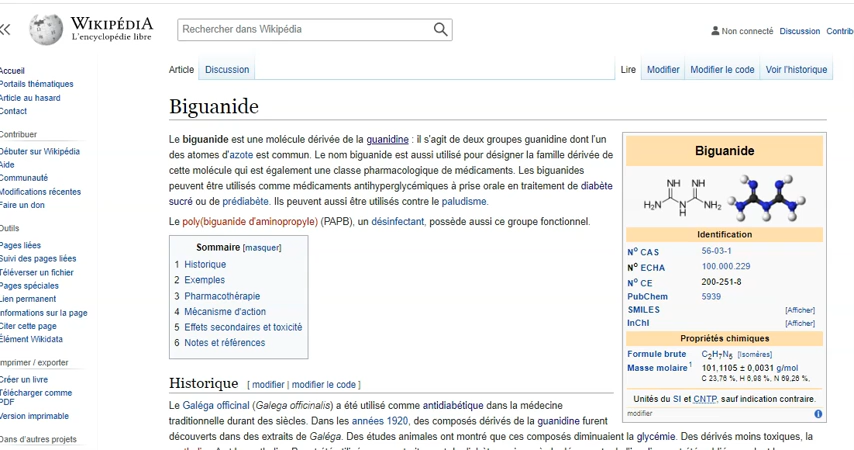 WIKIPÉDIA
L'encyclopédie libre
Rechercher dans Wikipédia
Non connecté Discussion Contrib
Accueil
Portails thématiques
Article au hasard
Contact
Contribuer
Débuter sur Wikipédia
Aide
Communauté
Modifications récentes
Faire un don
Outils
Pages liées
Suivi des pages liées
Téléverser un fichier
Pages spéciales
Lien permanent
nformations sur la page
Citer cette page
Élément Wikidata
mprimer / exporter
Créer un livre
Télécharger comme
PDF
Version imprimable
Dans d'autres projets
Article Discussion Lire Modifier Modifier le code Voir l'historique
Biguanide
Le biguanide est une molécule dérivée de la guanidine : il s'agit de deux groupes guanidine dont l'un
des atomes d'azote est commun. Le nom biguanide est aussi utilisé pour désigner la famille dérivée de
cette molécule qui est également une classe pharmacologique de médicaments. Les biguanides
peuvent être utilisés comme médicaments antihyperglycémiques à prise orale en traitement de diabète
sucré ou de prédiabète. Ils peuvent aussi être utilisés contre le paludisme.
Le poly(biguanide d'aminopropyle) (PAPB), un désinfectant, possède aussi ce groupe fonctionnel.
Sommaire [masquer]
1 Historique
2 Exemples
3 Pharmacothérapie
4 Mécanisme d'action
5 Effets secondaires et toxicité
6 Notes et références
Historique [ modifier | modifier le code ]
Le Galéga officinal (Galega officinalis) a été utilisé comme antidiabétique dans la médecine
traditionnelle durant des siècles. Dans les années 1920, des composés dérivés de la guanidine furent
découverts dans des extraits de Galéga. Des études animales ont montré que ces composés diminuaient la glycémie. Des dérivés moins toxiques, la
Biguanide
NH NH
H₂N N NH₂
H
Identification
Nº CAS 56-03-1
Nº ECHA 100.000.229
Nº CE 200-251-8
PubChem 5939
SMILES [Afficher]
InChI [Afficher]
Propriétés chimiques
Formule brute C₂H₇N₅ [Isomères]
Masse molaire¹ 101,1105 ± 0,0031 g/mol
C 23,76 %, H 6,98 %, N 69,26 %,
Unités du SI et CNTP, sauf indication contraire.
modifier